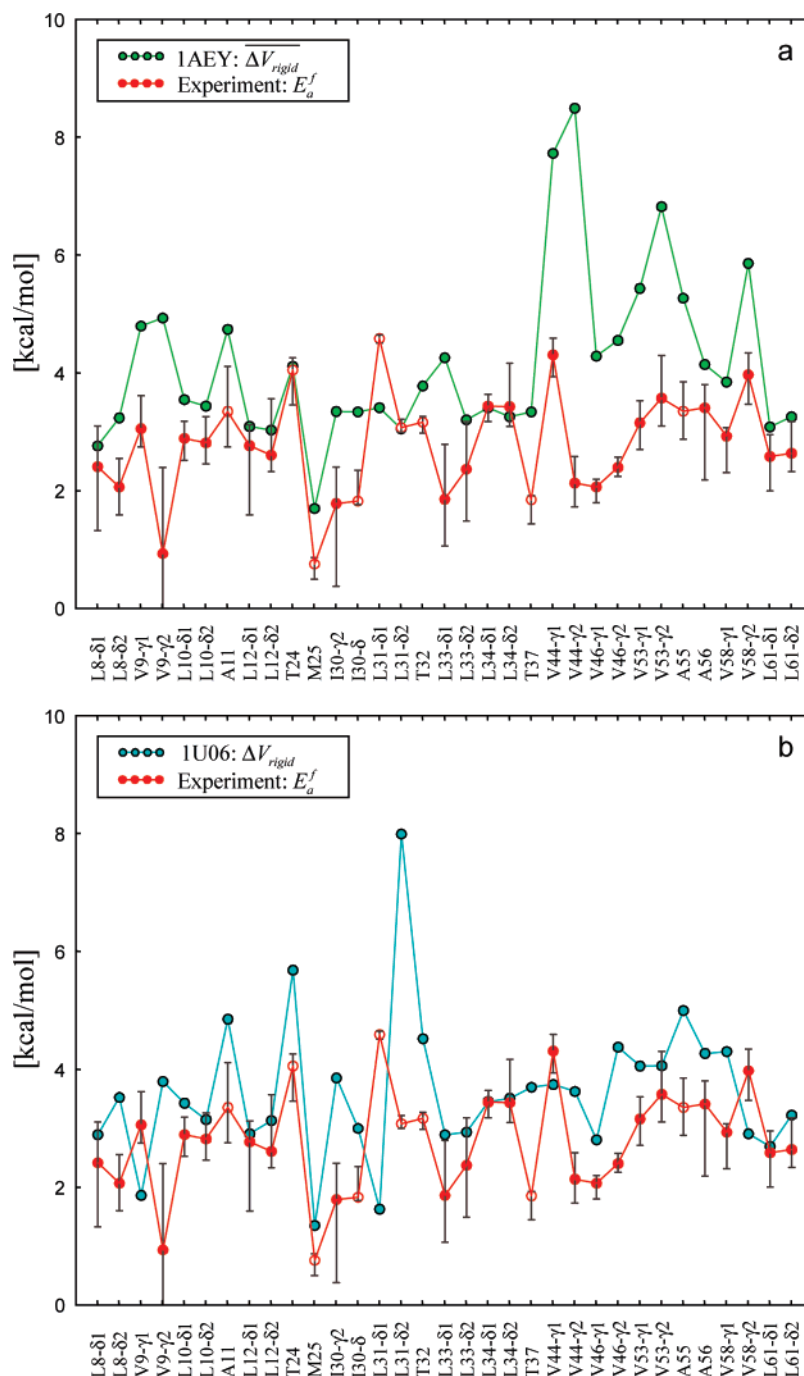 10
8
6
4
2
0
[kcal/mol]
a
1AEY: ΔV_rigid
Experiment: E_a^f
L8-δ1
L8-δ2
V9-γ1
V9-γ2
L10-δ1
L10-δ2
A11
L12-δ1
L12-δ2
T24
M25
I30-γ2
I30-δ
L31-δ1
L31-δ2
T32
L33-δ1
L33-δ2
L34-δ1
L34-δ2
T37
V44-γ1
V44-γ2
V46-γ1
V46-γ2
V53-γ1
V53-γ2
A55
A56
V58-γ1
V58-γ2
L61-δ1
L61-δ2
10
8
6
4
2
0
[kcal/mol]
b
1U06: ΔV_rigid
Experiment: E_a^f
L8-δ1
L8-δ2
V9-γ1
V9-γ2
L10-δ1
L10-δ2
A11
L12-δ1
L12-δ2
T24
M25
I30-γ2
I30-δ
L31-δ1
L31-δ2
T32
L33-δ1
L33-δ2
L34-δ1
L34-δ2
T37
V44-γ1
V44-γ2
V46-γ1
V46-γ2
V53-γ1
V53-γ2
A55
A56
V58-γ1
V58-γ2
L61-δ1
L61-δ2